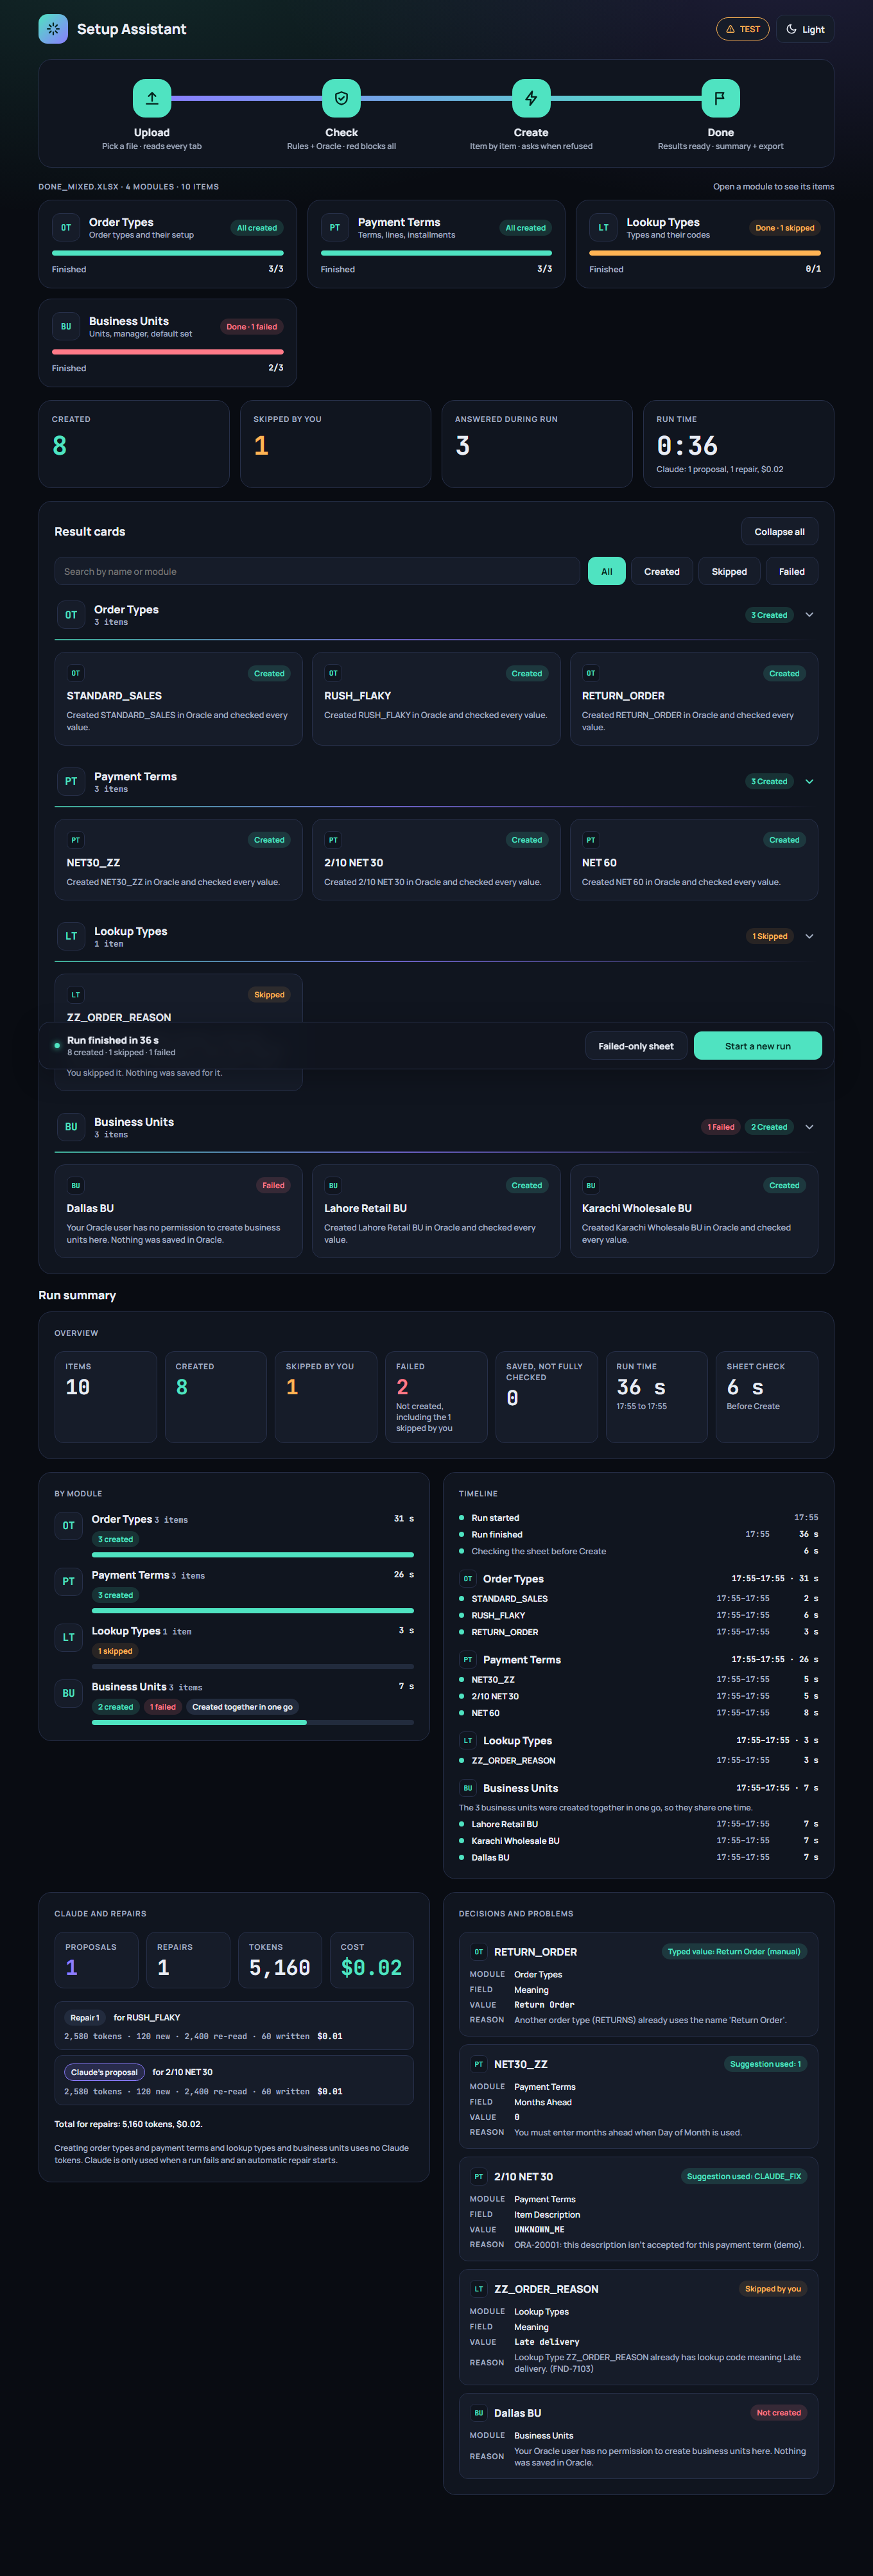 Setup Assistant
TEST
Light
Upload
Pick a file · reads every tab
Check
Rules + Oracle · red blocks all
Create
Item by item · asks when refused
Done
Results ready · summary + export
DONE_MIXED.XLSX · 4 MODULES · 10 ITEMS
Open a module to see its items
OT
Order Types
Order types and their setup
All created
Finished
3/3
PT
Payment Terms
Terms, lines, installments
All created
Finished
3/3
LT
Lookup Types
Types and their codes
Done · 1 skipped
Finished
0/1
BU
Business Units
Units, manager, default set
Done · 1 failed
Finished
2/3
CREATED
8
SKIPPED BY YOU
1
ANSWERED DURING RUN
3
RUN TIME
0:36
Claude: 1 proposal, 1 repair, $0.02
Result cards
Collapse all
Search by name or module
All
Created
Skipped
Failed
OT
Order Types
3 items
3 Created
OT
Created
STANDARD_SALES
Created STANDARD_SALES in Oracle and checked every
value.
OT
Created
RUSH_FLAKY
Created RUSH_FLAKY in Oracle and checked every value.
OT
Created
RETURN_ORDER
Created RETURN_ORDER in Oracle and checked every
value.
PT
Payment Terms
3 items
3 Created
PT
Created
NET30_ZZ
Created NET30_ZZ in Oracle and checked every value.
PT
Created
2/10 NET 30
Created 2/10 NET 30 in Oracle and checked every value.
PT
Created
NET 60
Created NET 60 in Oracle and checked every value.
LT
Lookup Types
1 item
1 Skipped
LT
Skipped
ZZ_ORDER_REASON
Run finished in 36 s
8 created · 1 skipped · 1 failed
Failed-only sheet
Start a new run
You skipped it. Nothing was saved for it.
BU
Business Units
3 items
1 Failed
2 Created
BU
Failed
Dallas BU
Your Oracle user has no permission to create business
units here. Nothing was saved in Oracle.
BU
Created
Lahore Retail BU
Created Lahore Retail BU in Oracle and checked every
value.
BU
Created
Karachi Wholesale BU
Created Karachi Wholesale BU in Oracle and checked
every value.
Run summary
OVERVIEW
ITEMS
10
CREATED
8
SKIPPED BY YOU
1
FAILED
2
Not created,
including the 1
skipped by you
SAVED, NOT FULLY
CHECKED
0
RUN TIME
36 s
17:55 to 17:55
SHEET CHECK
6 s
Before Create
BY MODULE
OT
Order Types 3 items
31 s
3 created
PT
Payment Terms 3 items
26 s
3 created
LT
Lookup Types 1 item
3 s
1 skipped
BU
Business Units 3 items
7 s
2 created
1 failed
Created together in one go
TIMELINE
Run started 17:55
Run finished 17:55 36 s
Checking the sheet before Create 6 s
OT Order Types 17:55–17:55 · 31 s
STANDARD_SALES 17:55–17:55 2 s
RUSH_FLAKY 17:55–17:55 6 s
RETURN_ORDER 17:55–17:55 3 s
PT Payment Terms 17:55–17:55 · 26 s
NET30_ZZ 17:55–17:55 5 s
2/10 NET 30 17:55–17:55 5 s
NET 60 17:55–17:55 8 s
LT Lookup Types 17:55–17:55 · 3 s
ZZ_ORDER_REASON 17:55–17:55 3 s
BU Business Units 17:55–17:55 · 7 s
The 3 business units were created together in one go, so they share one time.
Lahore Retail BU 17:55–17:55 7 s
Karachi Wholesale BU 17:55–17:55 7 s
Dallas BU 17:55–17:55 7 s
CLAUDE AND REPAIRS
PROPOSALS
1
REPAIRS
1
TOKENS
5,160
COST
$0.02
Repair 1 for RUSH_FLAKY
2,580 tokens · 120 new · 2,400 re-read · 60 written $0.01
Claude's proposal for 2/10 NET 30
2,580 tokens · 120 new · 2,400 re-read · 60 written $0.01
Total for repairs: 5,160 tokens, $0.02.
Creating order types and payment terms and lookup types and business units uses no Claude
tokens. Claude is only used when a run fails and an automatic repair starts.
DECISIONS AND PROBLEMS
OT RETURN_ORDER
Typed value: Return Order (manual)
MODULE Order Types
FIELD Meaning
VALUE Return Order
REASON Another order type (RETURNS) already uses the name 'Return Order'.
PT NET30_ZZ
Suggestion used: 1
MODULE Payment Terms
FIELD Months Ahead
VALUE 0
REASON You must enter months ahead when Day of Month is used.
PT 2/10 NET 30
Suggestion used: CLAUDE_FIX
MODULE Payment Terms
FIELD Item Description
VALUE UNKNOWN_ME
REASON ORA-20001: this description isn't accepted for this payment term (demo).
LT ZZ_ORDER_REASON
Skipped by you
MODULE Lookup Types
FIELD Meaning
VALUE Late delivery
REASON Lookup Type ZZ_ORDER_REASON already has lookup code meaning Late
delivery. (FND-7103)
BU Dallas BU
Not created
MODULE Business Units
REASON Your Oracle user has no permission to create business units here. Nothing
was saved in Oracle.